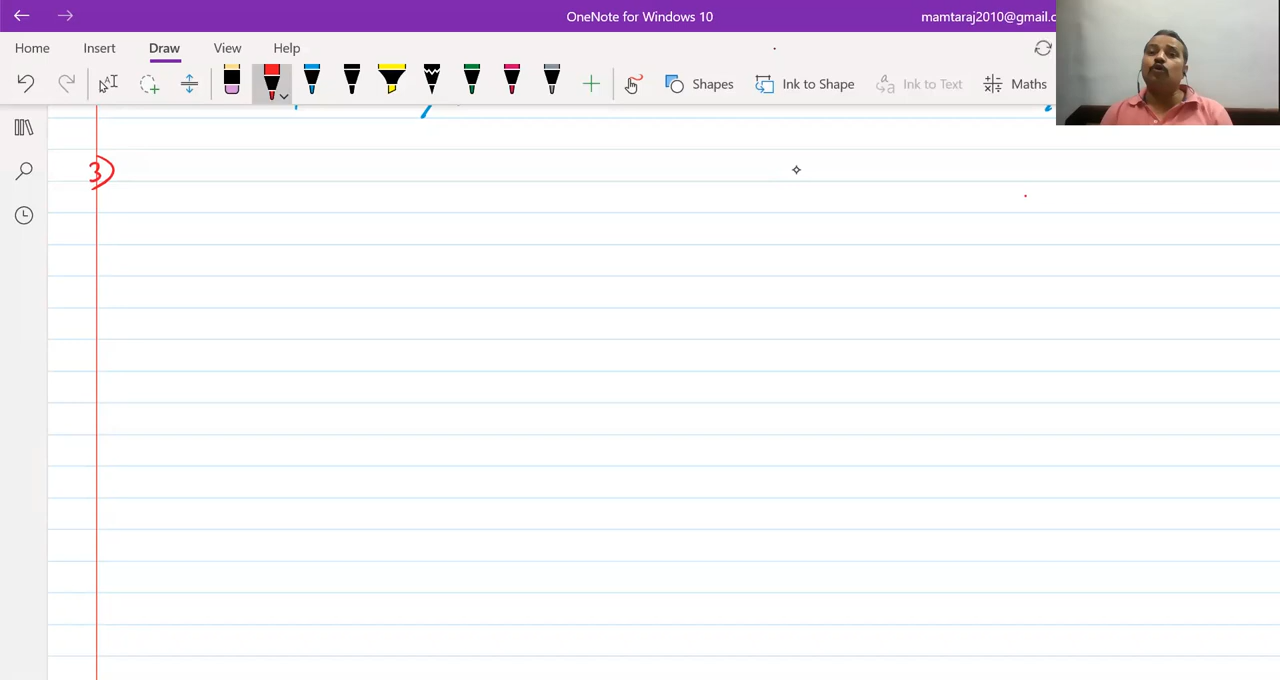 OneNote for Windows 10
mamtaraj2010@gmail.c
Home Insert Draw View Help
Shapes Ink to Shape Ink to Text Maths
3)